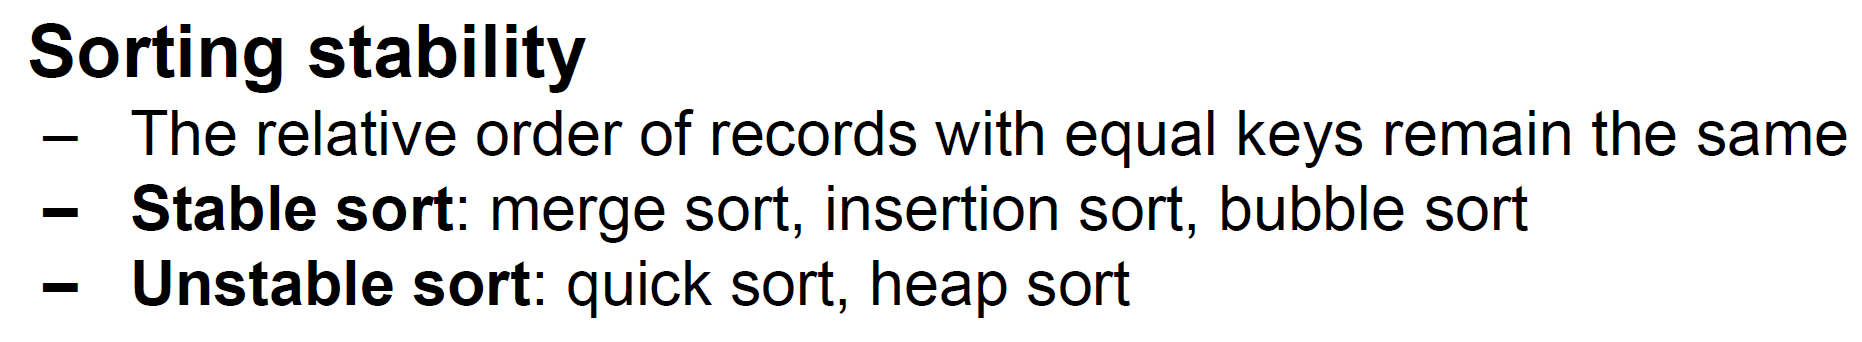 Sorting stability
– The relative order of records with equal keys remain the same
– Stable sort: merge sort, insertion sort, bubble sort
– Unstable sort: quick sort, heap sort